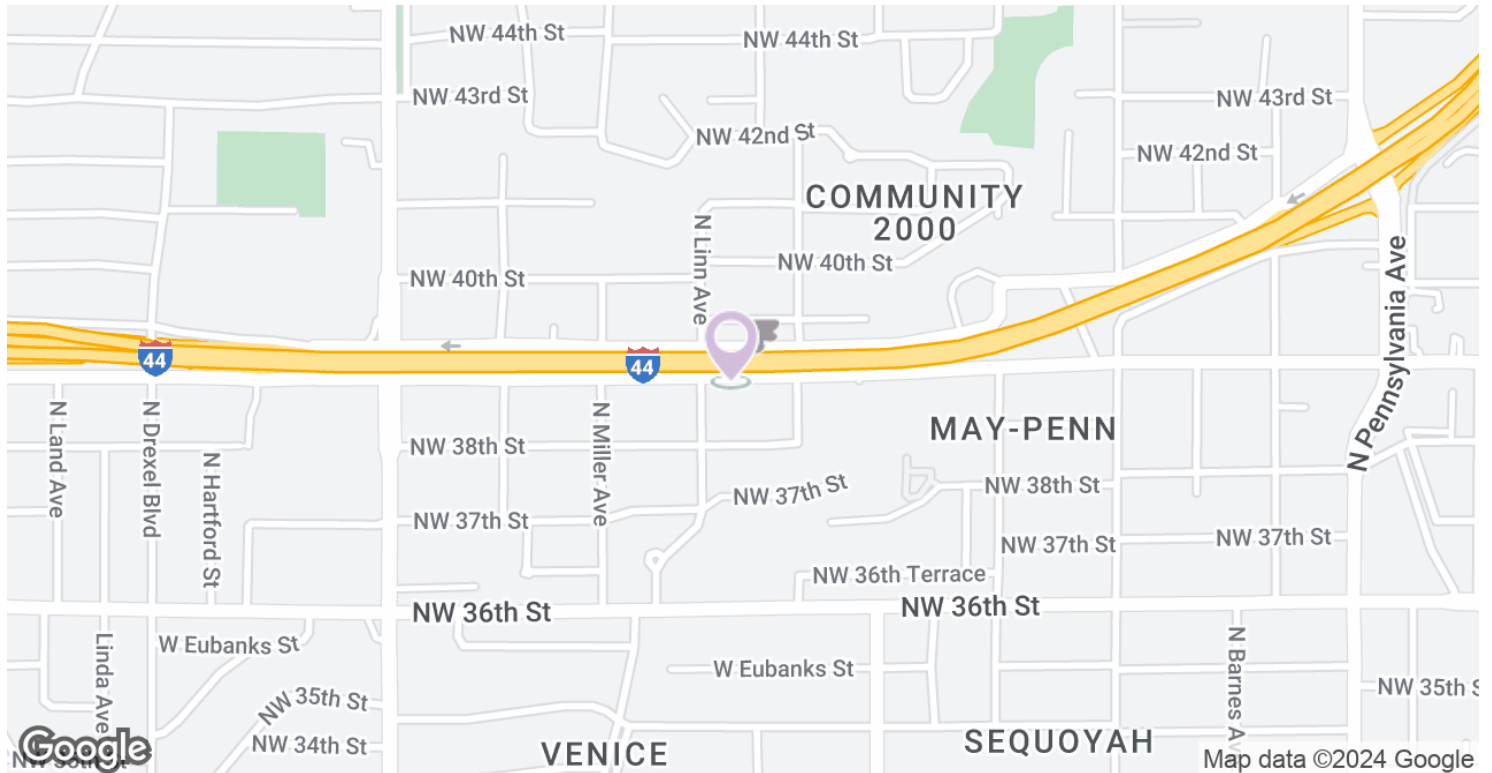 NW 44th St
NW 44th St
NW 43rd St
NW 43rd St
NW 42nd St
NW 42nd St
COMMUNITY
2000
N Linn Ave
NW 40th St
NW 40th St
N Pennsylvania Ave
44
44
N Land Ave
N Drexel Blvd
N Hartford St
N Miller Ave
MAY-PENN
NW 38th St
NW 38th St
NW 37th St
NW 37th St
NW 37th St
NW 37th St
NW 36th Terrace
NW 36th St
NW 36th St
Linda Ave
W Eubanks St
W Eubanks St
N Barnes Av
NW 35th St
NW 35th S
NW 34th St
VENICE
SEQUOYAH
Google
Map data ©2024 Google